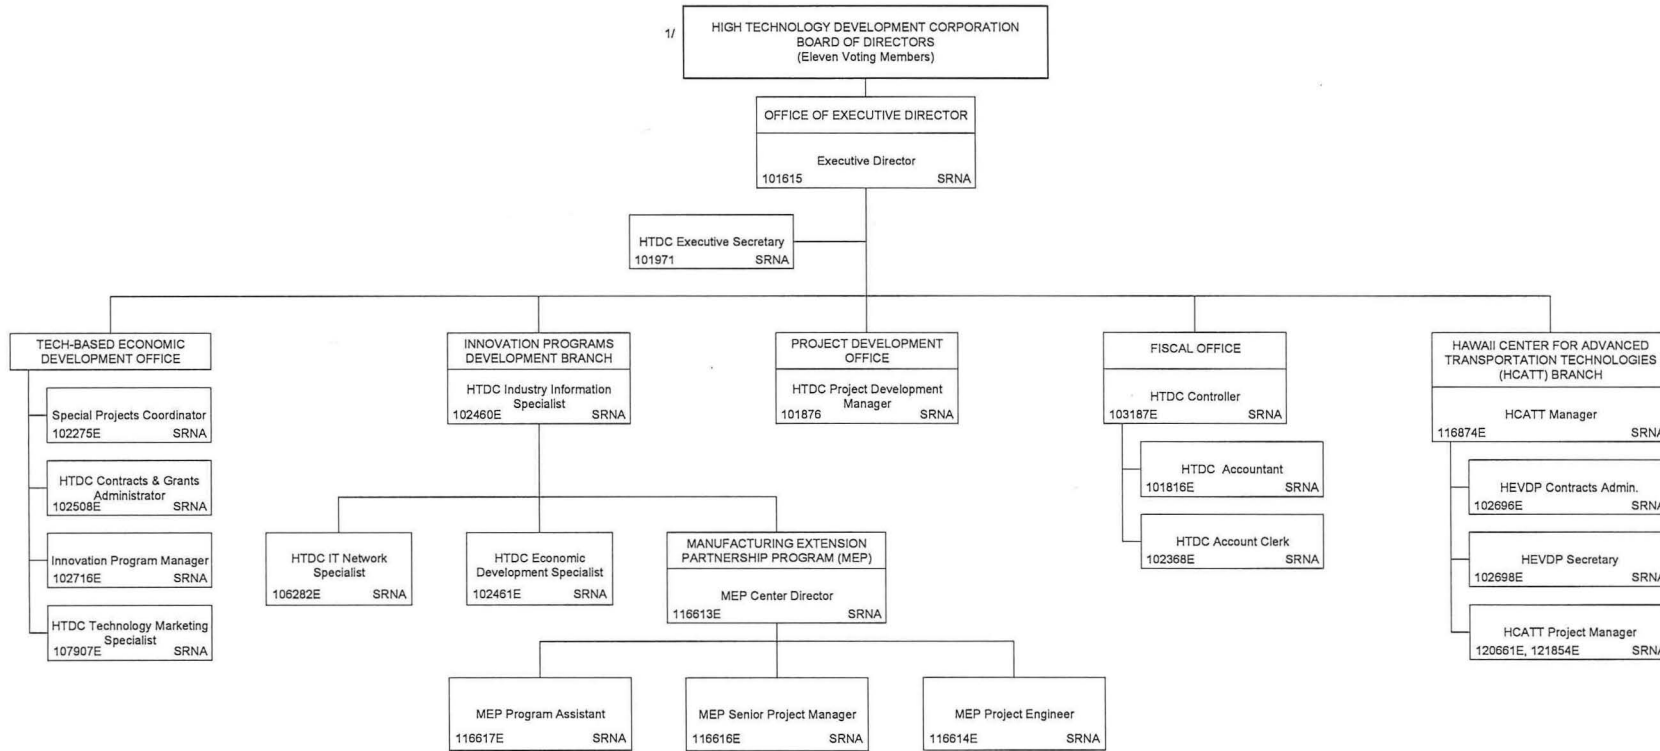 1/
HIGH TECHNOLOGY DEVELOPMENT CORPORATION
BOARD OF DIRECTORS
(Eleven Voting Members)
OFFICE OF EXECUTIVE DIRECTOR
Executive Director
101615 SRNA
HTDC Executive Secretary
101971 SRNA
TECH-BASED ECONOMIC
DEVELOPMENT OFFICE
Special Projects Coordinator
102275E SRNA
HTDC Contracts & Grants
Administrator
102508E SRNA
Innovation Program Manager
102716E SRNA
HTDC Technology Marketing
Specialist
107907E SRNA
INNOVATION PROGRAMS
DEVELOPMENT BRANCH
HTDC Industry Information
Specialist
102460E SRNA
HTDC IT Network
Specialist
106282E SRNA
HTDC Economic
Development Specialist
102461E SRNA
MANUFACTURING EXTENSION
PARTNERSHIP PROGRAM (MEP)
MEP Center Director
116613E SRNA
MEP Program Assistant
116617E SRNA
MEP Senior Project Manager
116616E SRNA
MEP Project Engineer
116614E SRNA
PROJECT DEVELOPMENT
OFFICE
HTDC Project Development
Manager
101876 SRNA
FISCAL OFFICE
HTDC Controller
103187E SRNA
HTDC Accountant
101816E SRNA
HTDC Account Clerk
102368E SRNA
HAWAII CENTER FOR ADVANCED
TRANSPORTATION TECHNOLOGIES
(HCATT) BRANCH
HCATT Manager
116874E SRNA
HEVDP Contracts Admin.
102696E SRNA
HEVDP Secretary
102698E SRNA
HCATT Project Manager
120661E, 121854E SRNA